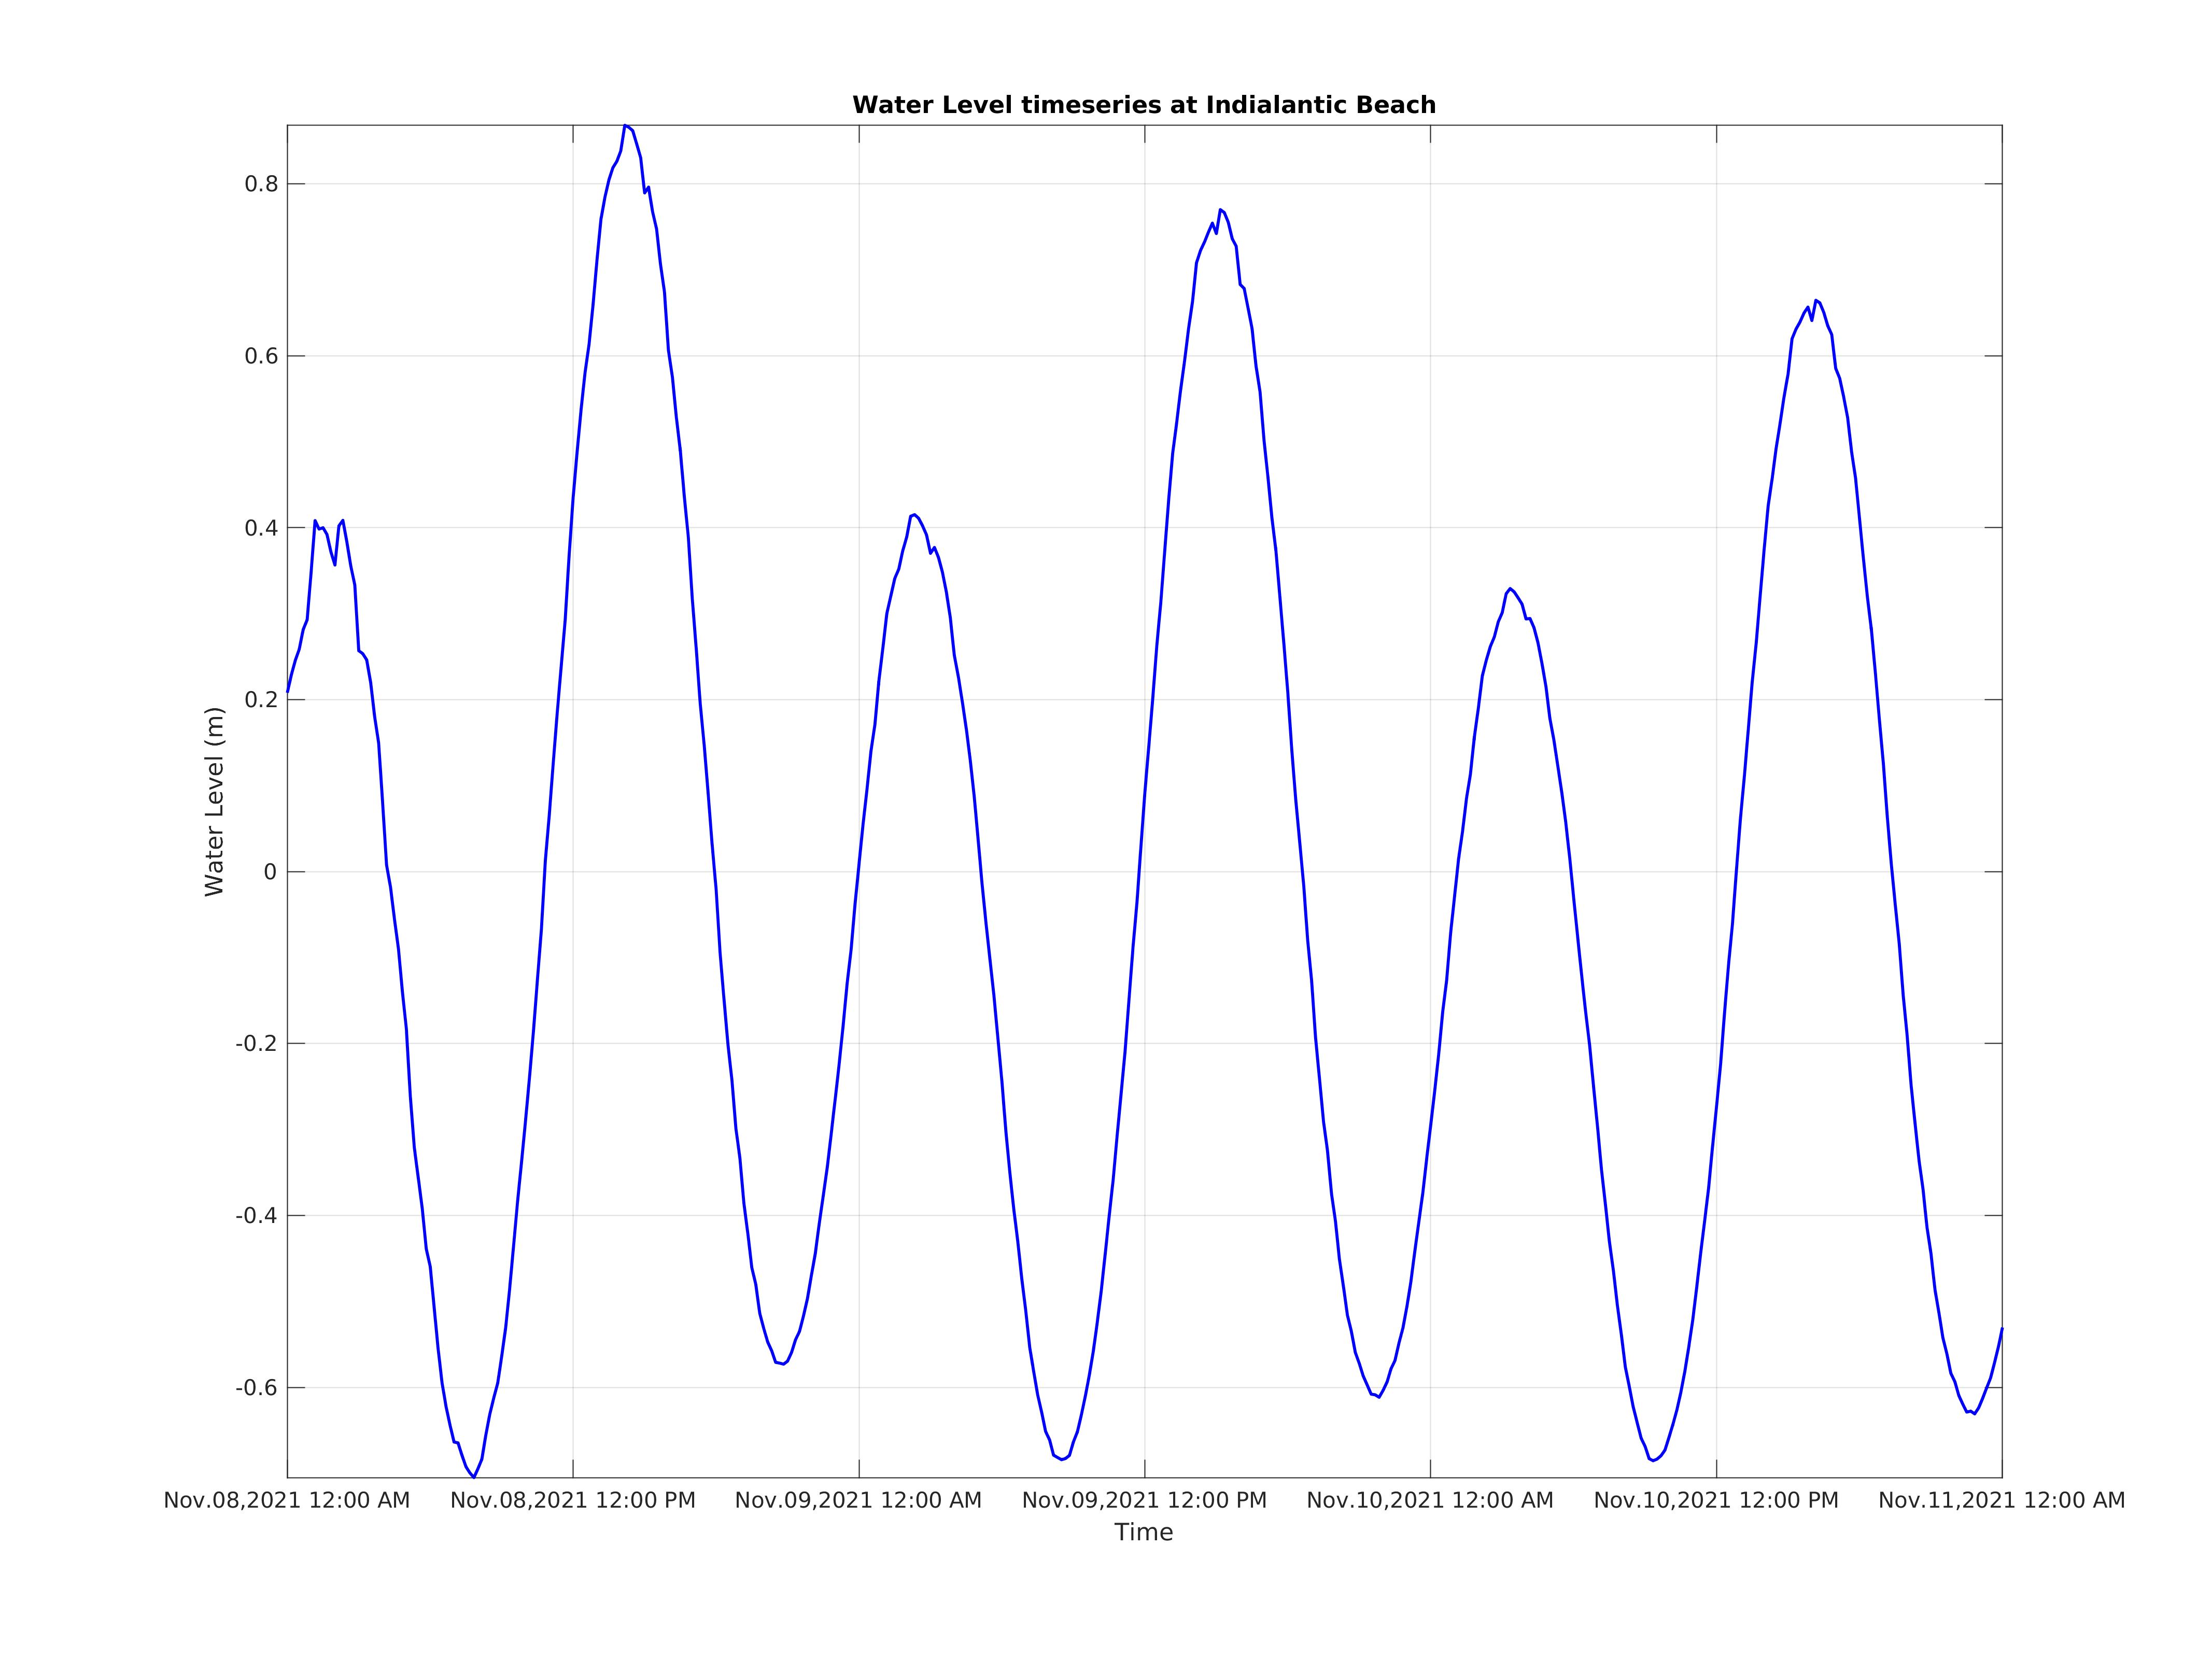 Water Level timeseries at Indialantic Beach
0.8
0.6
0.4
0.2
0
-0.2
-0.4
-0.6
Water Level (m)
Nov.08,2021 12:00 AM Nov.08,2021 12:00 PM Nov.09,2021 12:00 AM Nov.09,2021 12:00 PM Nov.10,2021 12:00 AM Nov.10,2021 12:00 PM Nov.11,2021 12:00 AM
Time